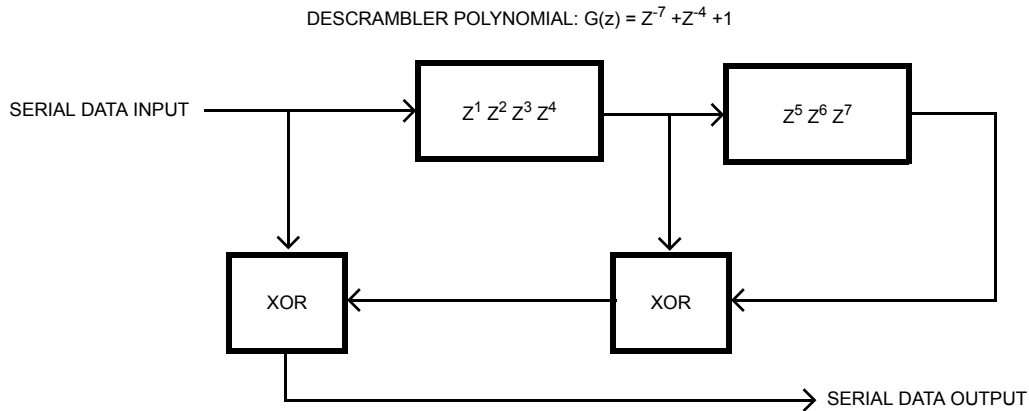 DESCRAMBLER POLYNOMIAL: G(z) = Z⁻⁷ +Z⁻⁴ +1
SERIAL DATA INPUT
Z¹ Z² Z³ Z⁴
Z⁵ Z⁶ Z⁷
XOR
XOR
SERIAL DATA OUTPUT